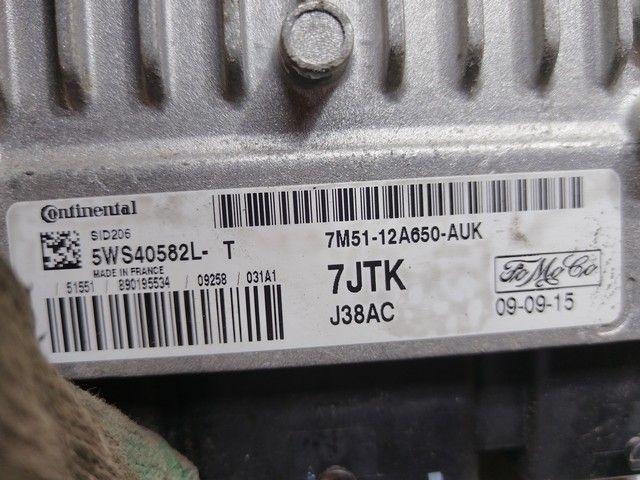 Continental
SID206
5WS40582L- T
MADE IN FRANCE
/ 51551 / 890195534 / 09258 / 031A1
7M51-12A650-AUK
7JTK
J38AC
FoMoCo
09-09-15